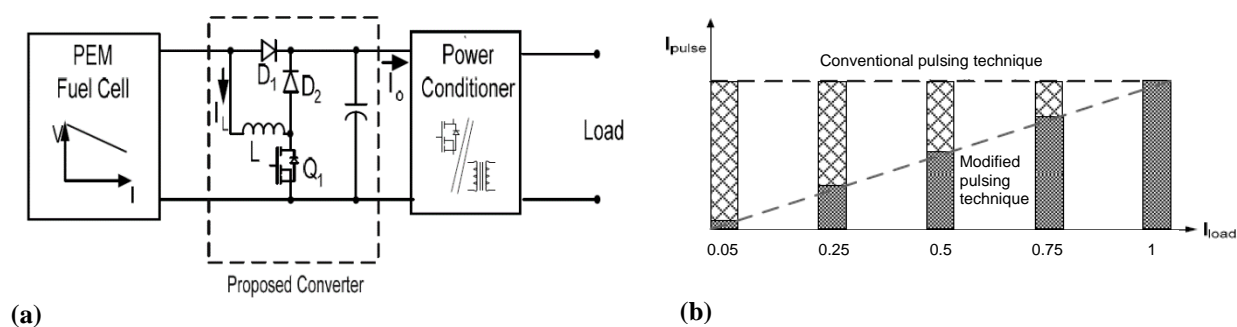 PEM
Fuel Cell
V
I
D1
D2
IL
L
Q1
Io
Power
Conditioner
Load
Proposed Converter
(a)
Ipulse
Conventional pulsing technique
Modified
pulsing
technique
Iload
0.05 0.25 0.5 0.75 1
(b)